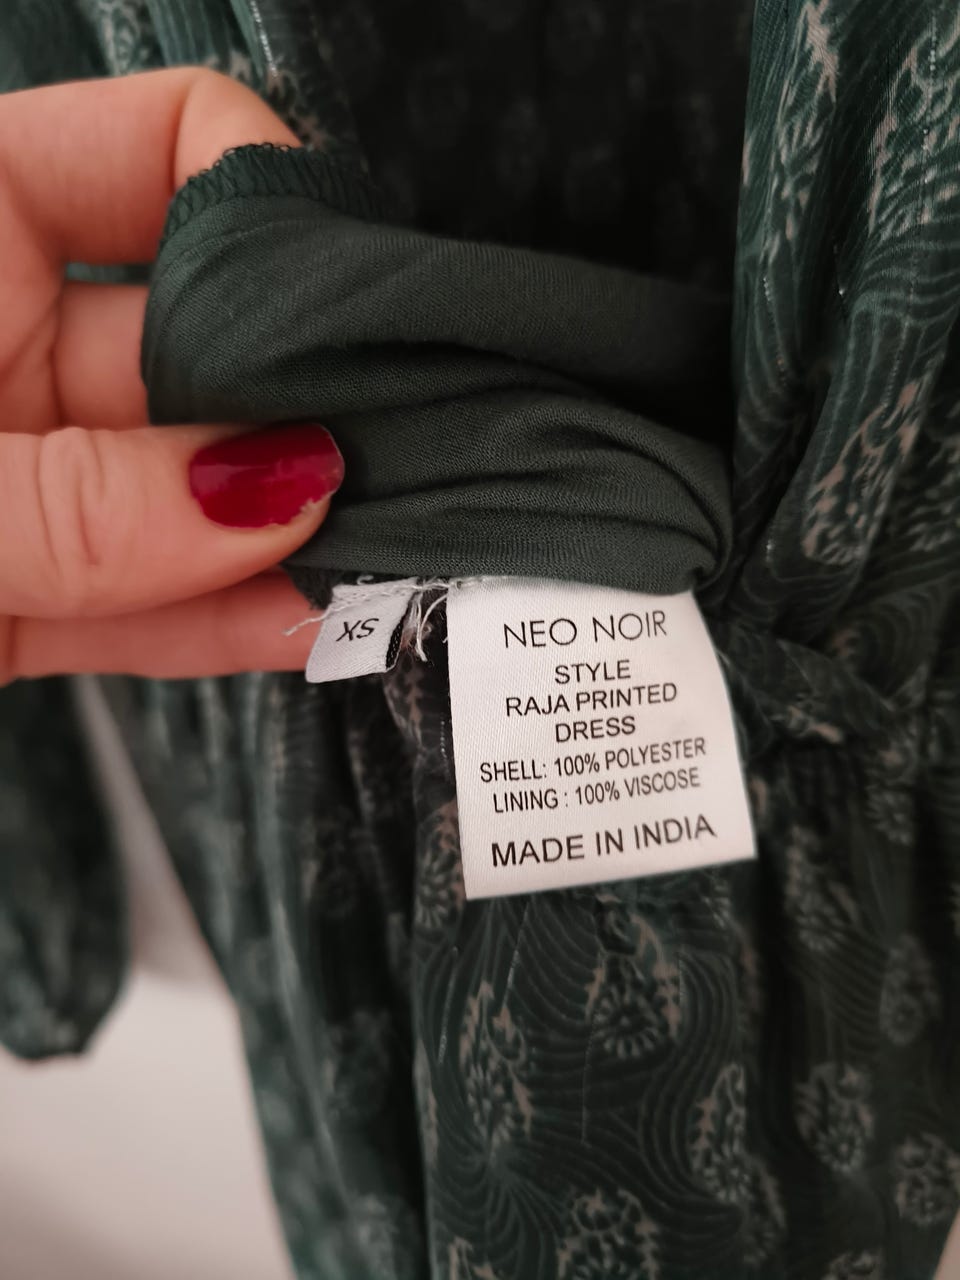 XS
NEO NOIR
STYLE
RAJA PRINTED
DRESS
SHELL: 100% POLYESTER
LINING : 100% VISCOSE
MADE IN INDIA